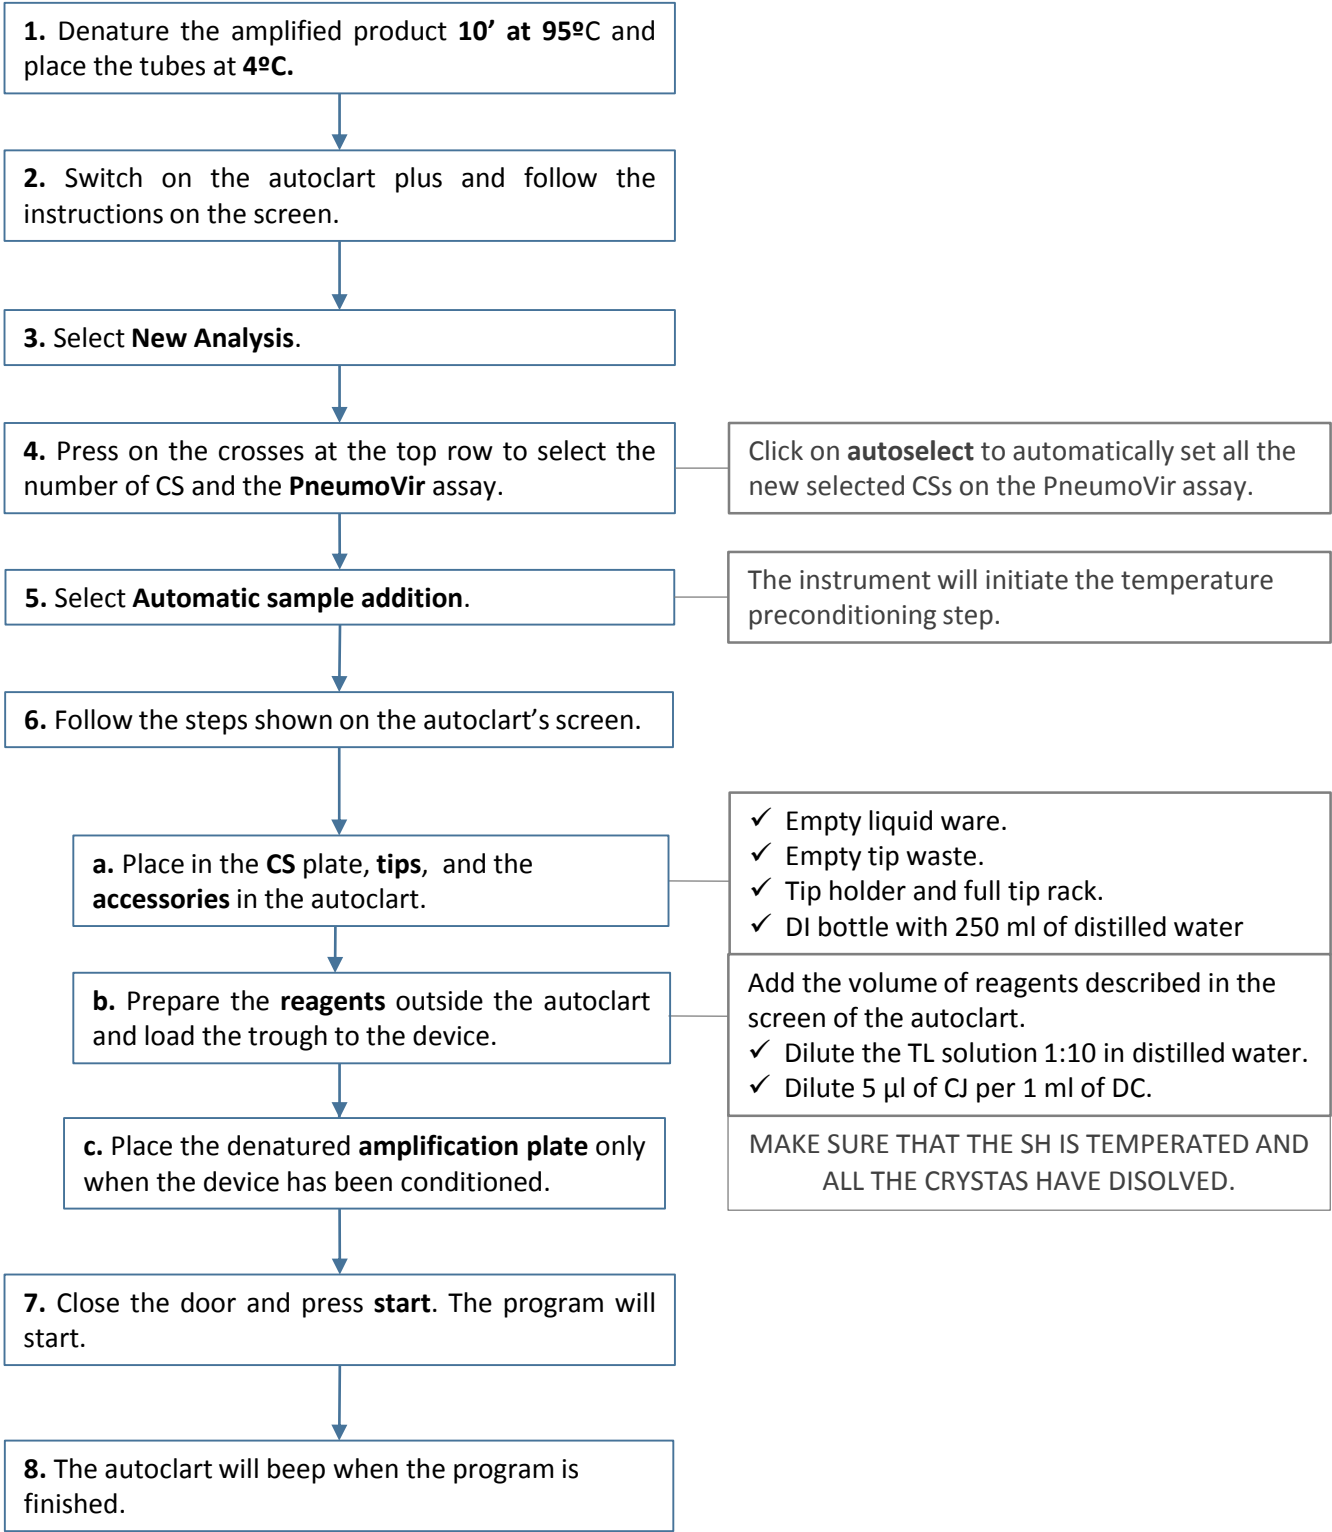 1. Denature the amplified product 10’ at 95ºC and
place the tubes at 4ºC.
2. Switch on the autoclart plus and follow the
instructions on the screen.
3. Select New Analysis.
4. Press on the crosses at the top row to select the
number of CS and the PneumoVir assay.
Click on autoselect to automatically set all the
new selected CSs on the PneumoVir assay.
5. Select Automatic sample addition.
The instrument will initiate the temperature
preconditioning step.
6. Follow the steps shown on the autoclart’s screen.
a. Place in the CS plate, tips, and the
accessories in the autoclart.
✓ Empty liquid ware.
✓ Empty tip waste.
✓ Tip holder and full tip rack.
✓ DI bottle with 250 ml of distilled water
b. Prepare the reagents outside the autoclart
and load the trough to the device.
Add the volume of reagents described in the
screen of the autoclart.
✓ Dilute the TL solution 1:10 in distilled water.
✓ Dilute 5 µl of CJ per 1 ml of DC.
c. Place the denatured amplification plate only
when the device has been conditioned.
MAKE SURE THAT THE SH IS TEMPERATED AND
ALL THE CRYSTAS HAVE DISOLVED.
7. Close the door and press start. The program will
start.
8. The autoclart will beep when the program is
finished.